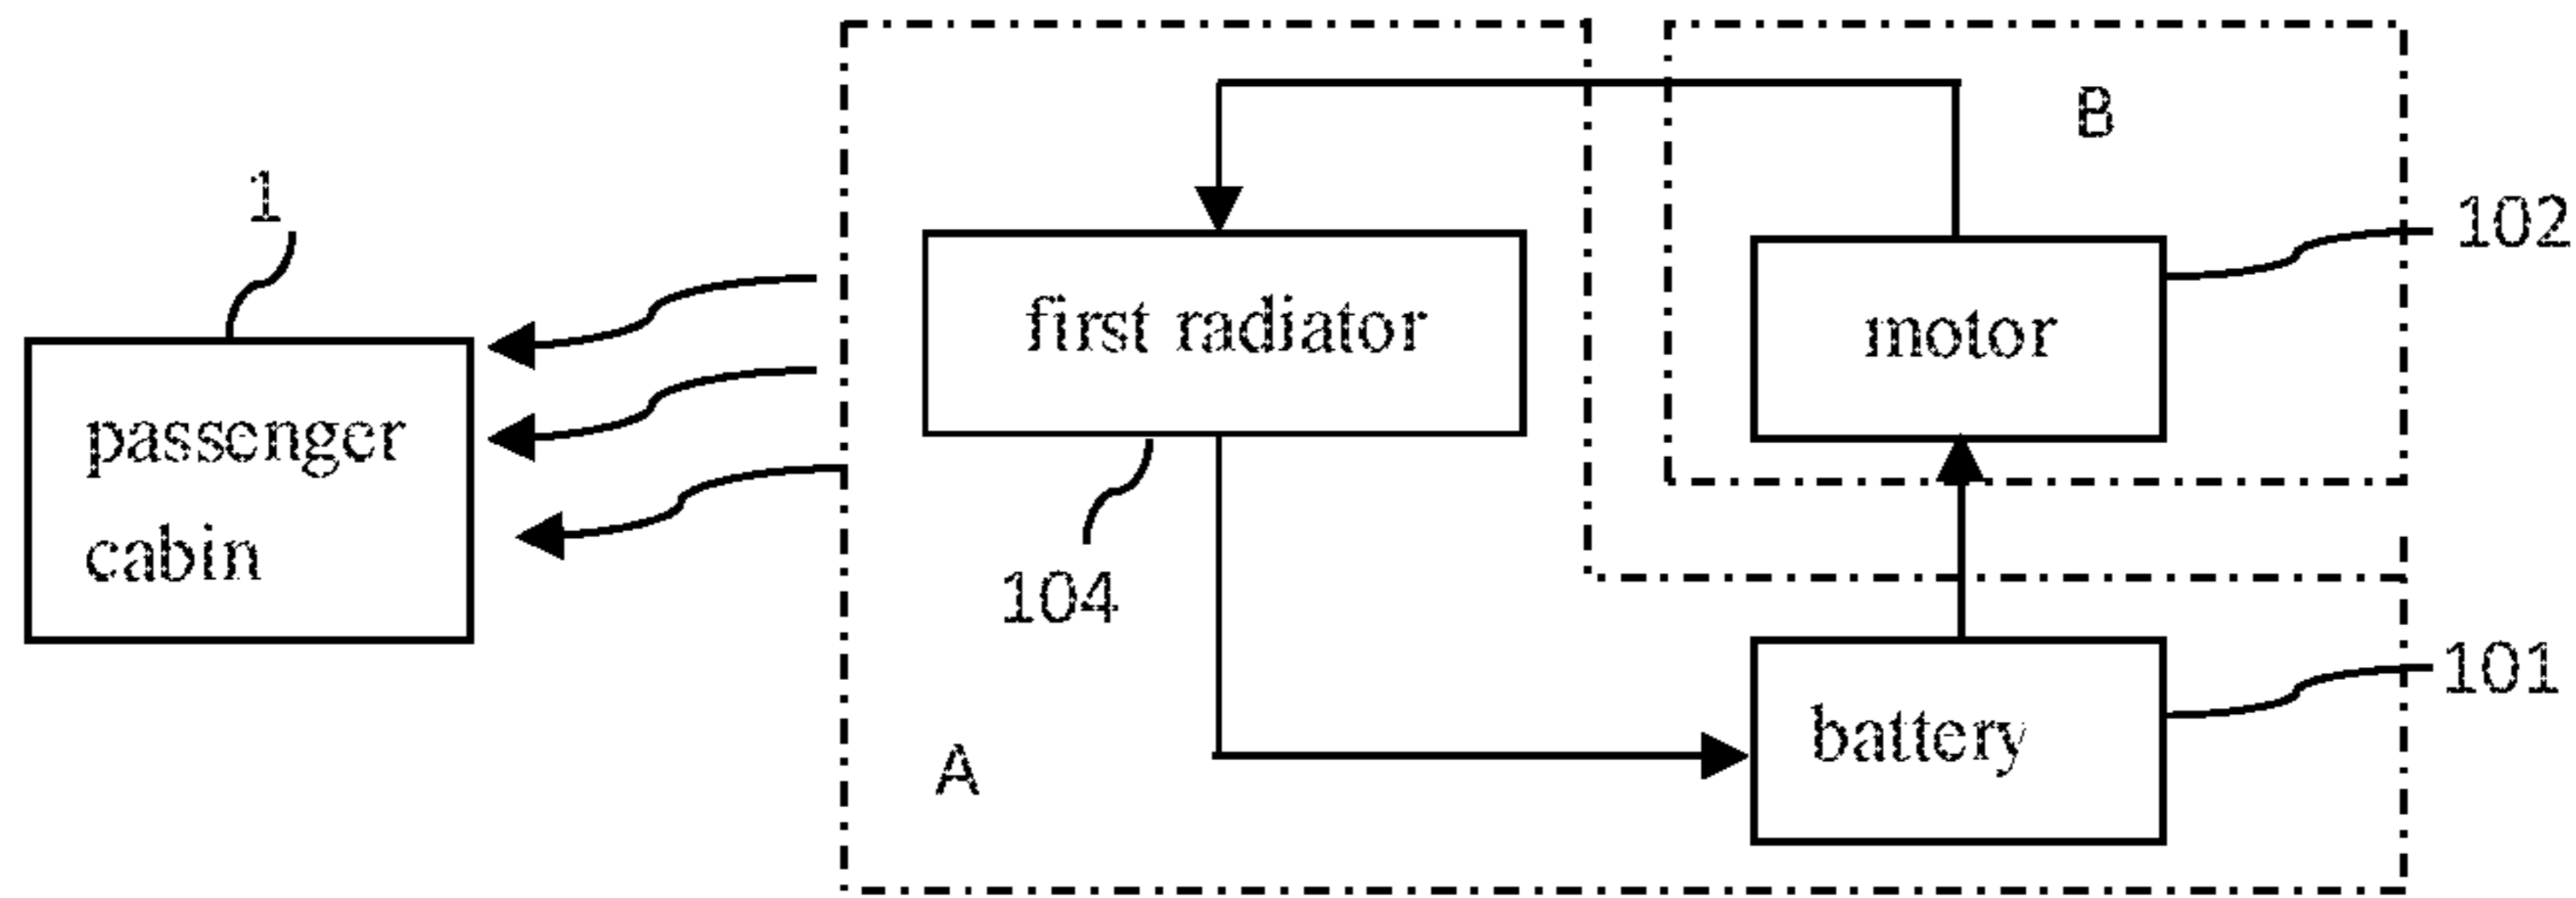 B
1
102
first radiator
motor
passenger
cabin
104
101
battery
A